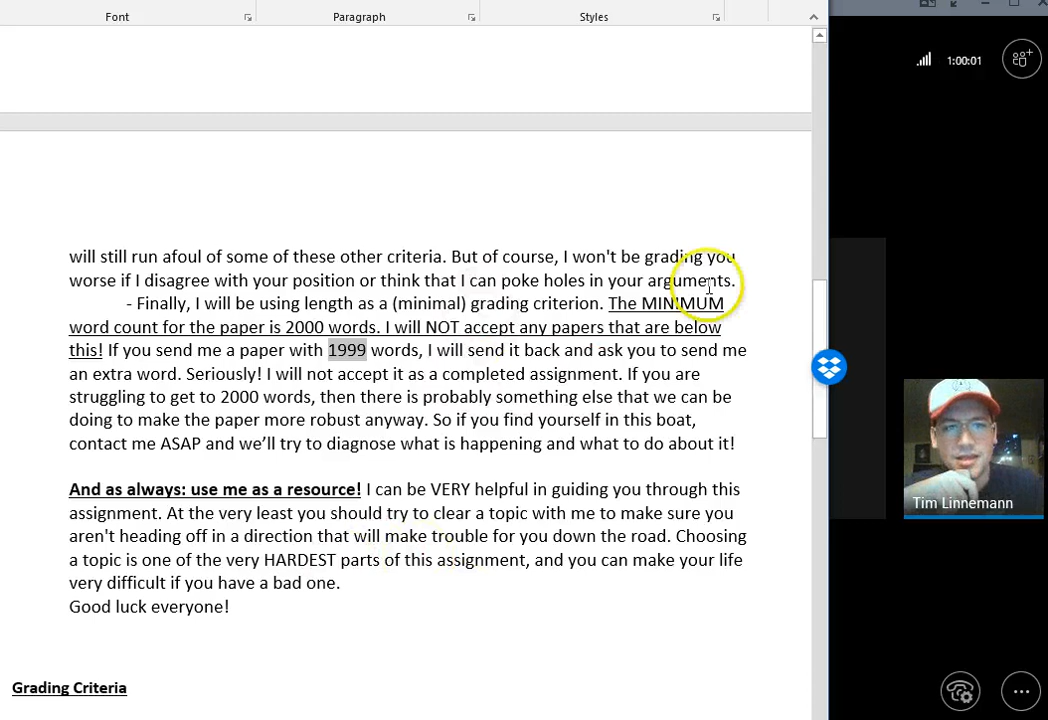 Font Paragraph Styles
1:00:01
will still run afoul of some of these other criteria. But of course, I won't be grading you
worse if I disagree with your position or think that I can poke holes in your arguments.
- Finally, I will be using length as a (minimal) grading criterion. The MINIMUM
word count for the paper is 2000 words. I will NOT accept any papers that are below
this! If you send me a paper with 1999 words, I will send it back and ask you to send me
an extra word. Seriously! I will not accept it as a completed assignment. If you are
struggling to get to 2000 words, then there is probably something else that we can be
doing to make the paper more robust anyway. So if you find yourself in this boat,
contact me ASAP and we’ll try to diagnose what is happening and what to do about it!
And as always: use me as a resource! I can be VERY helpful in guiding you through this
assignment. At the very least you should try to clear a topic with me to make sure you
aren't heading off in a direction that will make trouble for you down the road. Choosing
a topic is one of the very HARDEST parts of this assignment, and you can make your life
very difficult if you have a bad one.
Good luck everyone!
Grading Criteria
Tim Linnemann